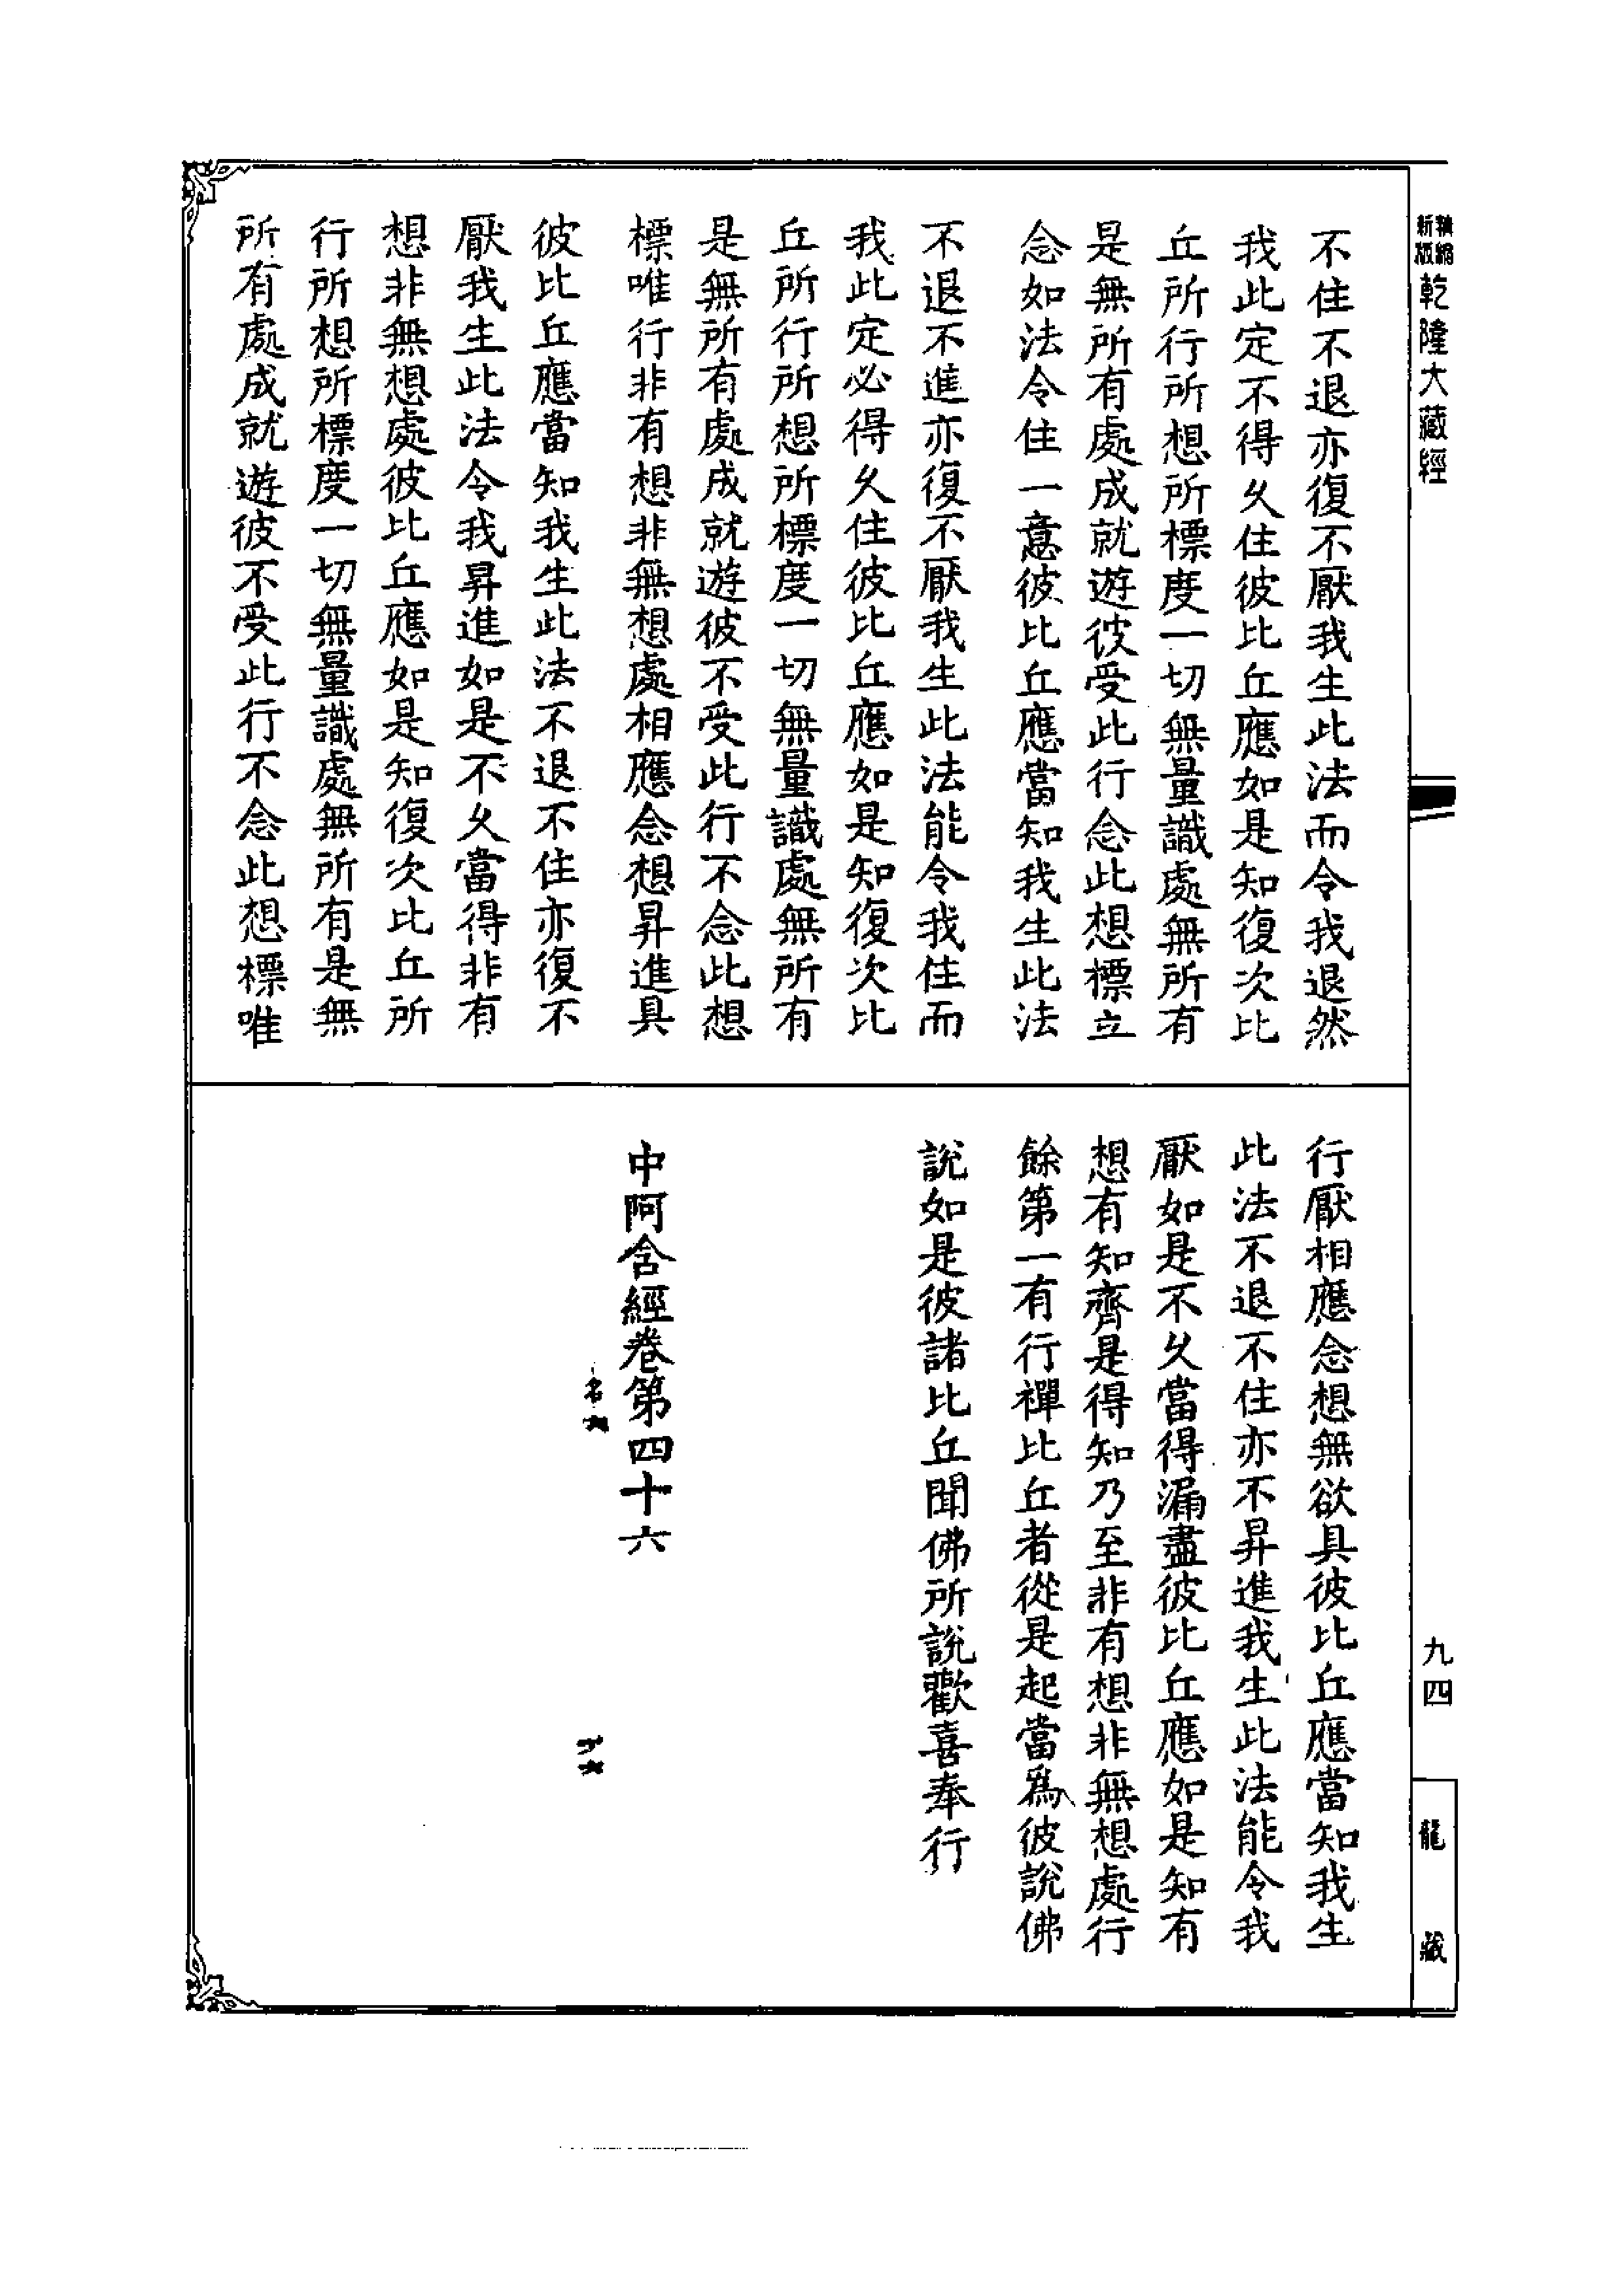 精縮新版乾隆大藏經
不住不退亦復不厭我生此法而令我退然
我此定不得久住彼比丘應如是知復次比
丘所行所想所標度一切無量識處無所有
是無所有處成就遊彼受此行念此想標立
念如法令住一意彼比丘應當知我生此法
不退不進亦復不厭我生此法能令我住而
我此定必得久住彼比丘應如是知復次比
丘所行所想所標度一切無量識處無所有
是無所有處成就遊彼不受此行不念此想
標唯行非有想非無想處相應念想昇進具
彼比丘應當知我生此法不退不住亦復不
厭我生此法令我昇進如是不久當得非有
想非無想處彼比丘應如是知復次比丘所
行所想所標度一切無量識處無所有是無
所有處成就遊彼不受此行不念此想標唯
行厭相應念想無欲具彼比丘應當知我生
此法不退不住亦不昇進我生此法能令我
厭如是不久當得漏盡彼比丘應如是知有
想有知齊是得知乃至非有想非無想處行
餘第一有行禪比丘者從是起當為彼說佛
說如是彼諸比丘聞佛所說歡喜奉行
中阿含經卷第四十六
九四
龍藏